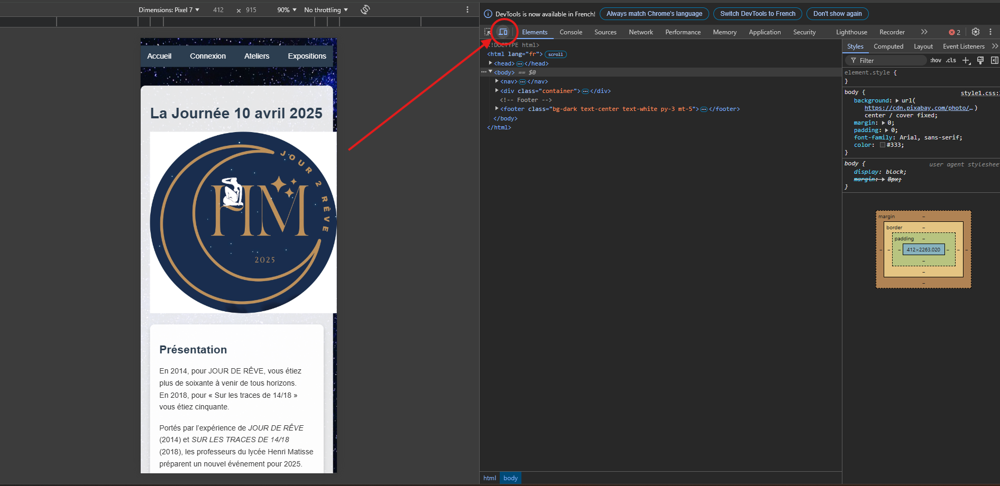 Dimensions: Pixel 7 412 × 915 90% No throttling
Accueil Connexion Ateliers Expositions
La Journée 10 avril 2025
JOUR 2 RÊVE
HM
2025
Présentation
En 2014, pour JOUR DE RÊVE, vous étiez
plus de soixante à venir de tous horizons.
En 2018, pour « Sur les traces de 14/18 »
vous étiez cinquante.
Portés par l’expérience de JOUR DE RÊVE
(2014) et SUR LES TRACES DE 14/18
(2018), les professeurs du lycée Henri Matisse
préparent un nouvel événement pour 2025.
DevTools is now available in French! Always match Chrome's language Switch DevTools to French Don't show again
Elements Console Sources Network Performance Memory Application Security Lighthouse Recorder 2
<!DOCTYPE html>
<html lang="fr"> scroll
<head>…</head>
<body> == $0
<nav>…</nav>
<div class="container">…</div>
<!-- Footer -->
<footer class="bg-dark text-center text-white py-3 mt-5">…</footer>
</body>
</html>
html body
Styles Computed Layout Event Listeners
Filter :hov .cls
element.style {
}
body { style1.css:
background: url(
https://cdn.pixabay.com/photo/…)
center / cover fixed;
margin: 0;
padding: 0;
font-family: Arial, sans-serif;
color: #333;
}
body { user agent styleshee
display: block;
margin: 8px;
}
margin –
border –
padding –
– – – 412×2263.020 – – –
–
–
–